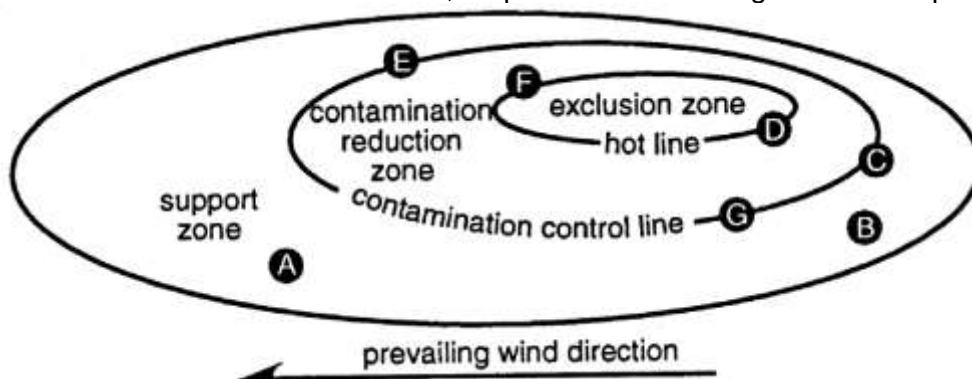 E
F
contamination
reduction
zone
exclusion zone
D
hot line
C
support
zone
contamination control line
G
B
A
prevailing wind direction